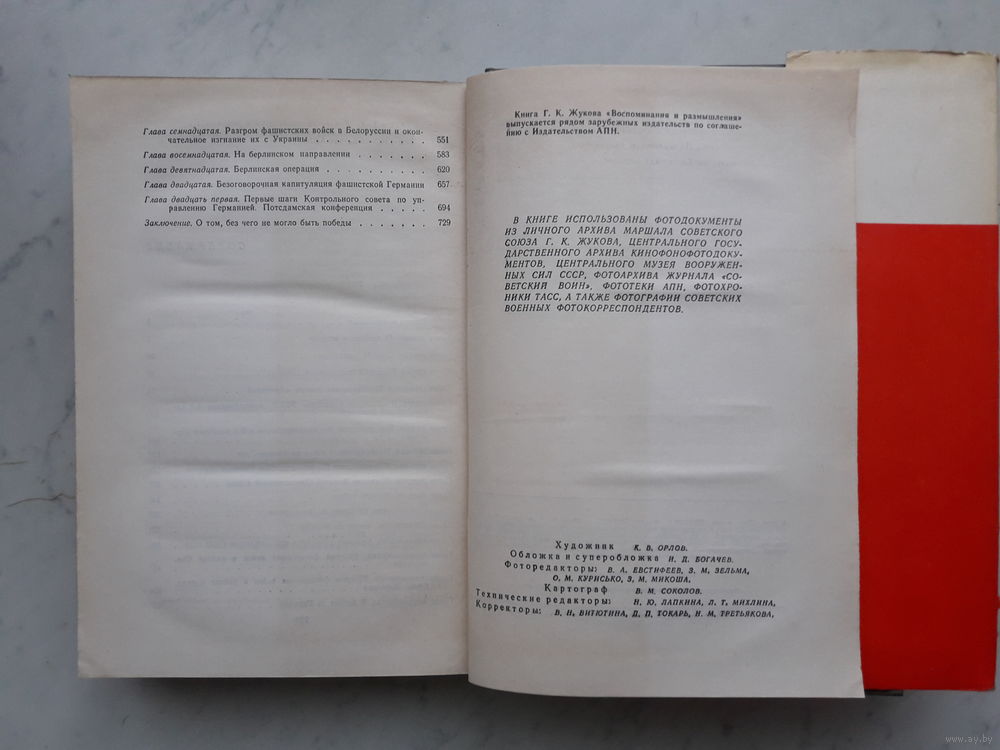 Глава семнадцатая. Разгром фашистских войск в Белоруссии и окон-
чательное изгнание их с Украины . . . . . . . . . . . 551
Глава восемнадцатая. На берлинском направлении . . . . . . . 583
Глава девятнадцатая. Берлинская операция . . . . . . . . . . . 620
Глава двадцатая. Безоговорочная капитуляция фашистской Германии 657
Глава двадцать первая. Первые шаги Контрольного совета по уп-
равлению Германией. Потсдамская конференция . . . . . 694
Заключение. О том, без чего не могло быть победы . . . . . . . 729
Книга Г. К. Жукова «Воспоминания и размышления»
выпускается рядом зарубежных издательств по соглаше-
нию с Издательством АПН.
В КНИГЕ ИСПОЛЬЗОВАНЫ ФОТОДОКУМЕНТЫ
ИЗ ЛИЧНОГО АРХИВА МАРШАЛА СОВЕТСКОГО
СОЮЗА Г. К. ЖУКОВА, ЦЕНТРАЛЬНОГО ГОСУ-
ДАРСТВЕННОГО АРХИВА КИНОФОНОФОТОДОКУ-
МЕНТОВ, ЦЕНТРАЛЬНОГО МУЗЕЯ ВООРУЖЕН-
НЫХ СИЛ СССР, ФОТОАРХИВА ЖУРНАЛА «СО-
ВЕТСКИЙ ВОИН», ФОТОТЕКИ АПН, ФОТОХРО-
НИКИ ТАСС, А ТАКЖЕ ФОТОГРАФИИ СОВЕТСКИХ
ВОЕННЫХ ФОТОКОРРЕСПОНДЕНТОВ.
Художник К. В. ОРЛОВ.
Обложка и суперобложка И. Д. БОГАЧЕВ.
Фоторедакторы: В. А. ЕВСТИФЕЕВ, З. М. ЗЕЛЬМА,
О. М. КУРИСЬКО, З. М. МИКОША.
Картограф В. М. СОКОЛОВ.
Технические редакторы: Н. Ю. ЛАПКИНА, Л. Т. МИХЛИНА,
Корректоры: В. Н. ВИТЮТИНА, Д. П. ТОКАРЬ, Н. М. ТРЕТЬЯКОВА,
www.ay.by